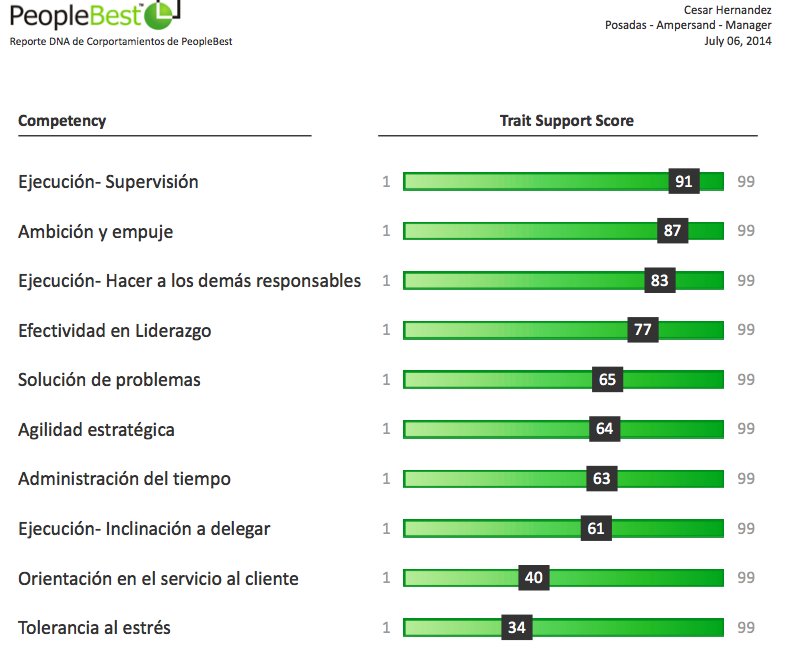 PeopleBest™
Reporte DNA de Corportamientos de PeopleBest
Cesar Hernandez
Posadas - Ampersand - Manager
July 06, 2014
Competency Trait Support Score
Ejecución- Supervisión 1 91 99
Ambición y empuje 1 87 99
Ejecución- Hacer a los demás responsables 1 83 99
Efectividad en Liderazgo 1 77 99
Solución de problemas 1 65 99
Agilidad estratégica 1 64 99
Administración del tiempo 1 63 99
Ejecución- Inclinación a delegar 1 61 99
Orientación en el servicio al cliente 1 40 99
Tolerancia al estrés 1 34 99